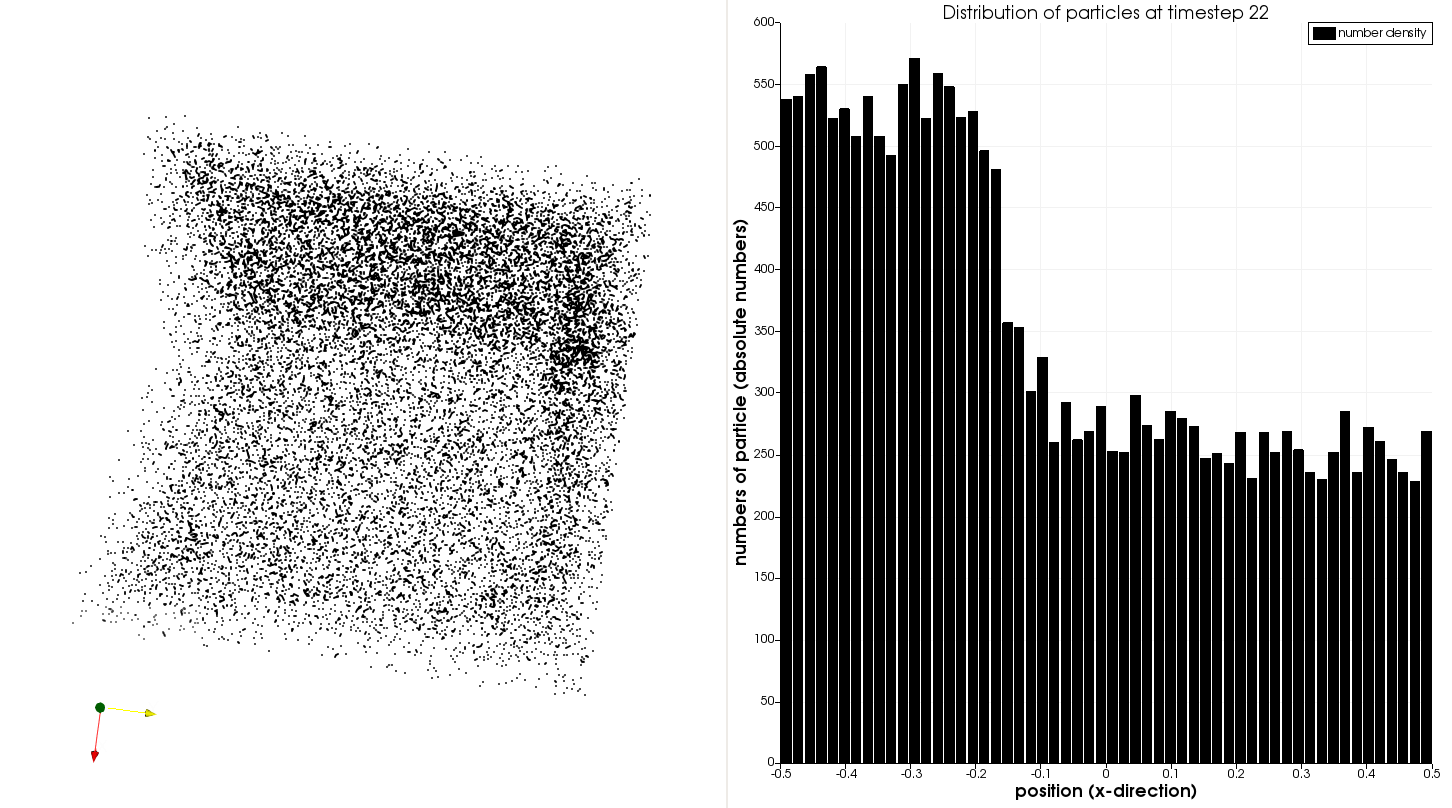 Distribution of particles at timestep 22
number density
numbers of particle (absolute numbers)
600
550
500
450
400
350
300
250
200
150
100
50
0
-0.5 -0.4 -0.3 -0.2 -0.1 0 0.1 0.2 0.3 0.4 0.5
position (x-direction)